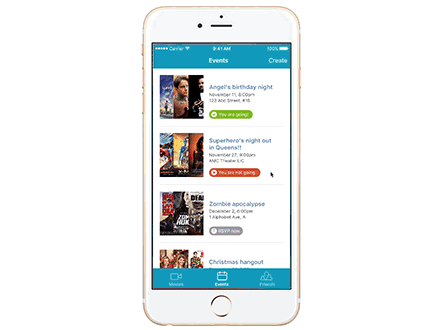 Carrier 9:41 AM 100%
Events Create
Angel's birthday night
November 11, 8:00pm
123 Abc Street, #15
You are going!
Superhero's night out
in Queens!!
November 27, 9:30pm
AMC Theater LIC
You are not going.
Zombie apocalypse
December 2, 6:00pm
1 Alphabet Ave, A
RSVP now
Christmas hangout
Movies Events Friends